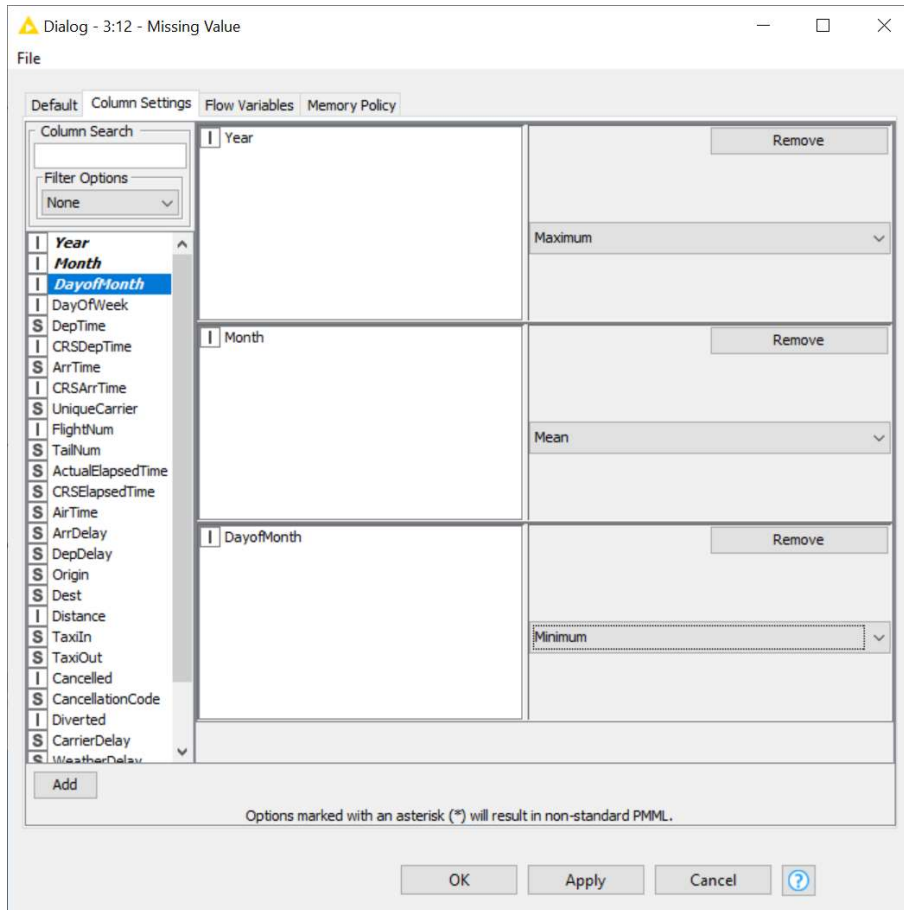 Dialog - 3:12 - Missing Value
File
Default Column Settings Flow Variables Memory Policy
Column Search
Filter Options
None
I Year
I Month
I DayofMonth
I DayOfWeek
S DepTime
I CRSDepTime
S ArrTime
I CRSArrTime
S UniqueCarrier
I FlightNum
S TailNum
S ActualElapsedTime
S CRSElapsedTime
S AirTime
S ArrDelay
S DepDelay
S Origin
S Dest
I Distance
S TaxiIn
S TaxiOut
I Cancelled
S CancellationCode
I Diverted
S CarrierDelay
S WeatherDelay
Add
I Year
Remove
Maximum
I Month
Remove
Mean
I DayofMonth
Remove
Minimum
Options marked with an asterisk (*) will result in non-standard PMML.
OK Apply Cancel ?